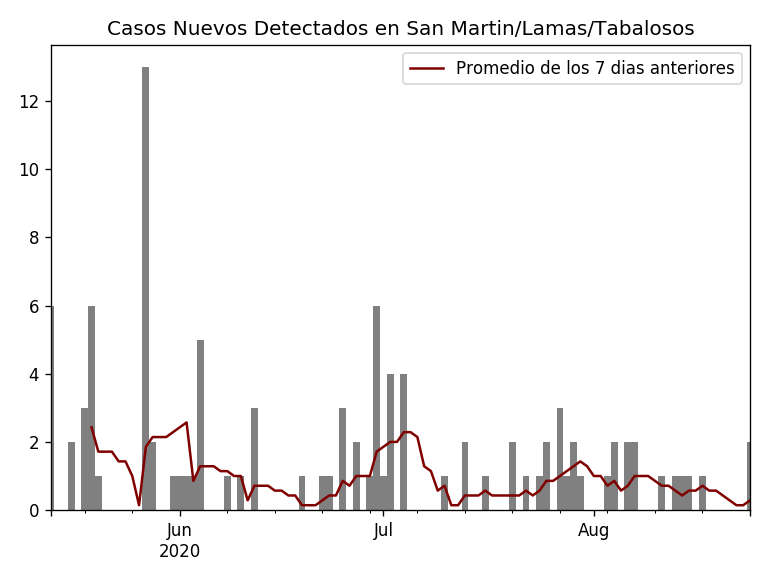 Casos Nuevos Detectados en San Martin/Lamas/Tabalosos
Promedio de los 7 dias anteriores
12
10
8
6
4
2
0
Jun
2020
Jul
Aug